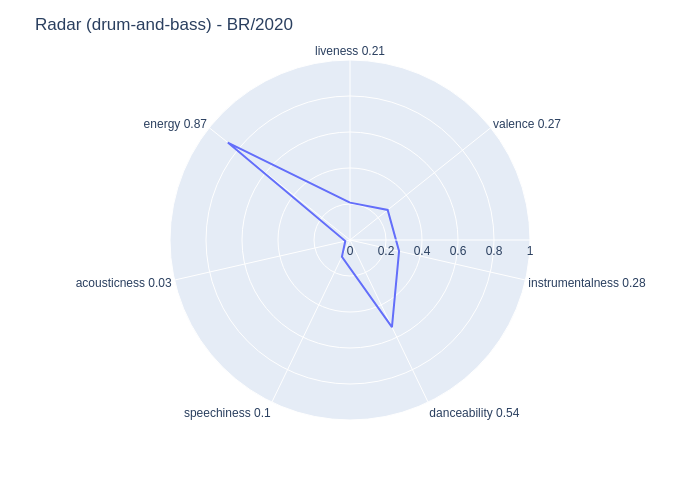 Radar (drum-and-bass) - BR/2020
liveness 0.21
energy 0.87
valence 0.27
0 0.2 0.4 0.6 0.8 1
acousticness 0.03
instrumentalness 0.28
speechiness 0.1
danceability 0.54